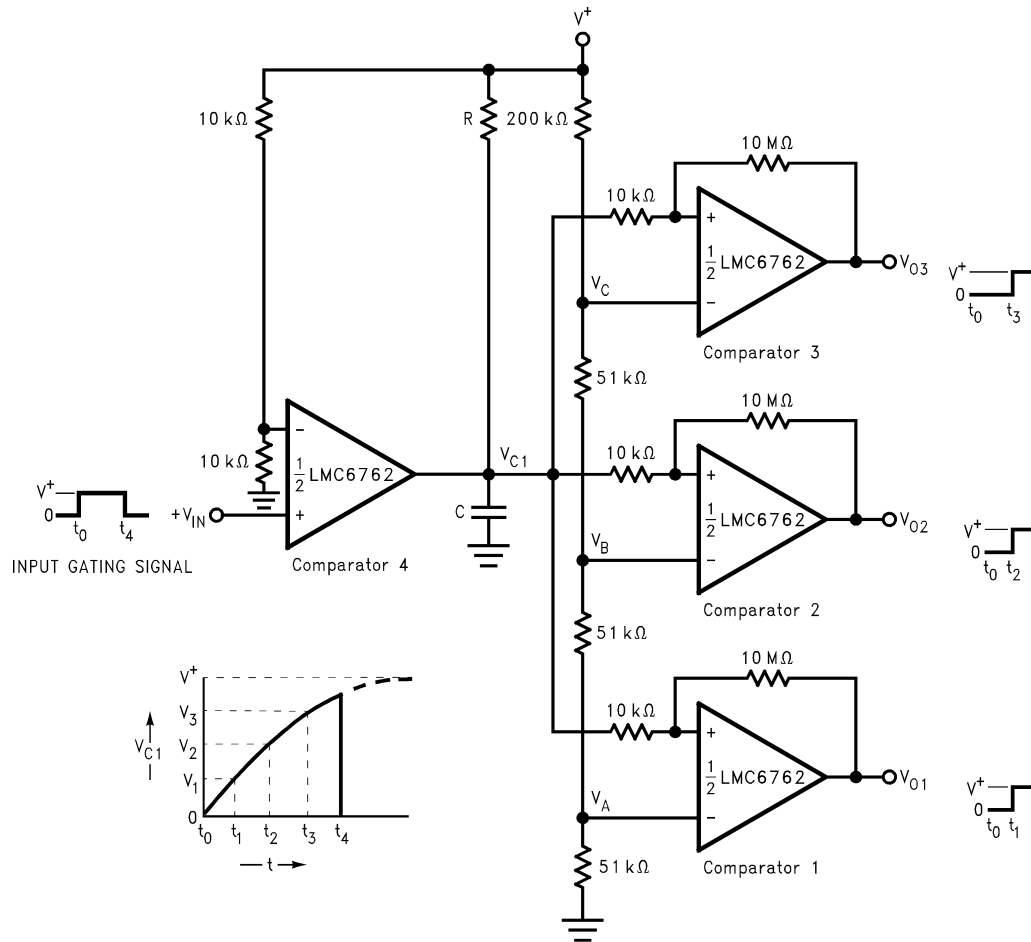 V+
10 kΩ
R
200 kΩ
10 MΩ
10 kΩ
+
1/2 LMC6762
−
VO3
V+
0
t0
t3
VC
Comparator 3
51 kΩ
10 MΩ
10 kΩ
−
10 kΩ
1/2 LMC6762
+
VC1
C
+VIN
V+
0
t0
t4
INPUT GATING SIGNAL
Comparator 4
+
1/2 LMC6762
−
VO2
V+
0
t0
t2
VB
Comparator 2
51 kΩ
10 MΩ
10 kΩ
+
1/2 LMC6762
−
VO1
V+
0
t0
t1
VA
Comparator 1
51 kΩ
V+
V3
V2
V1
0
VC1
t0
t1
t2
t3
t4
t